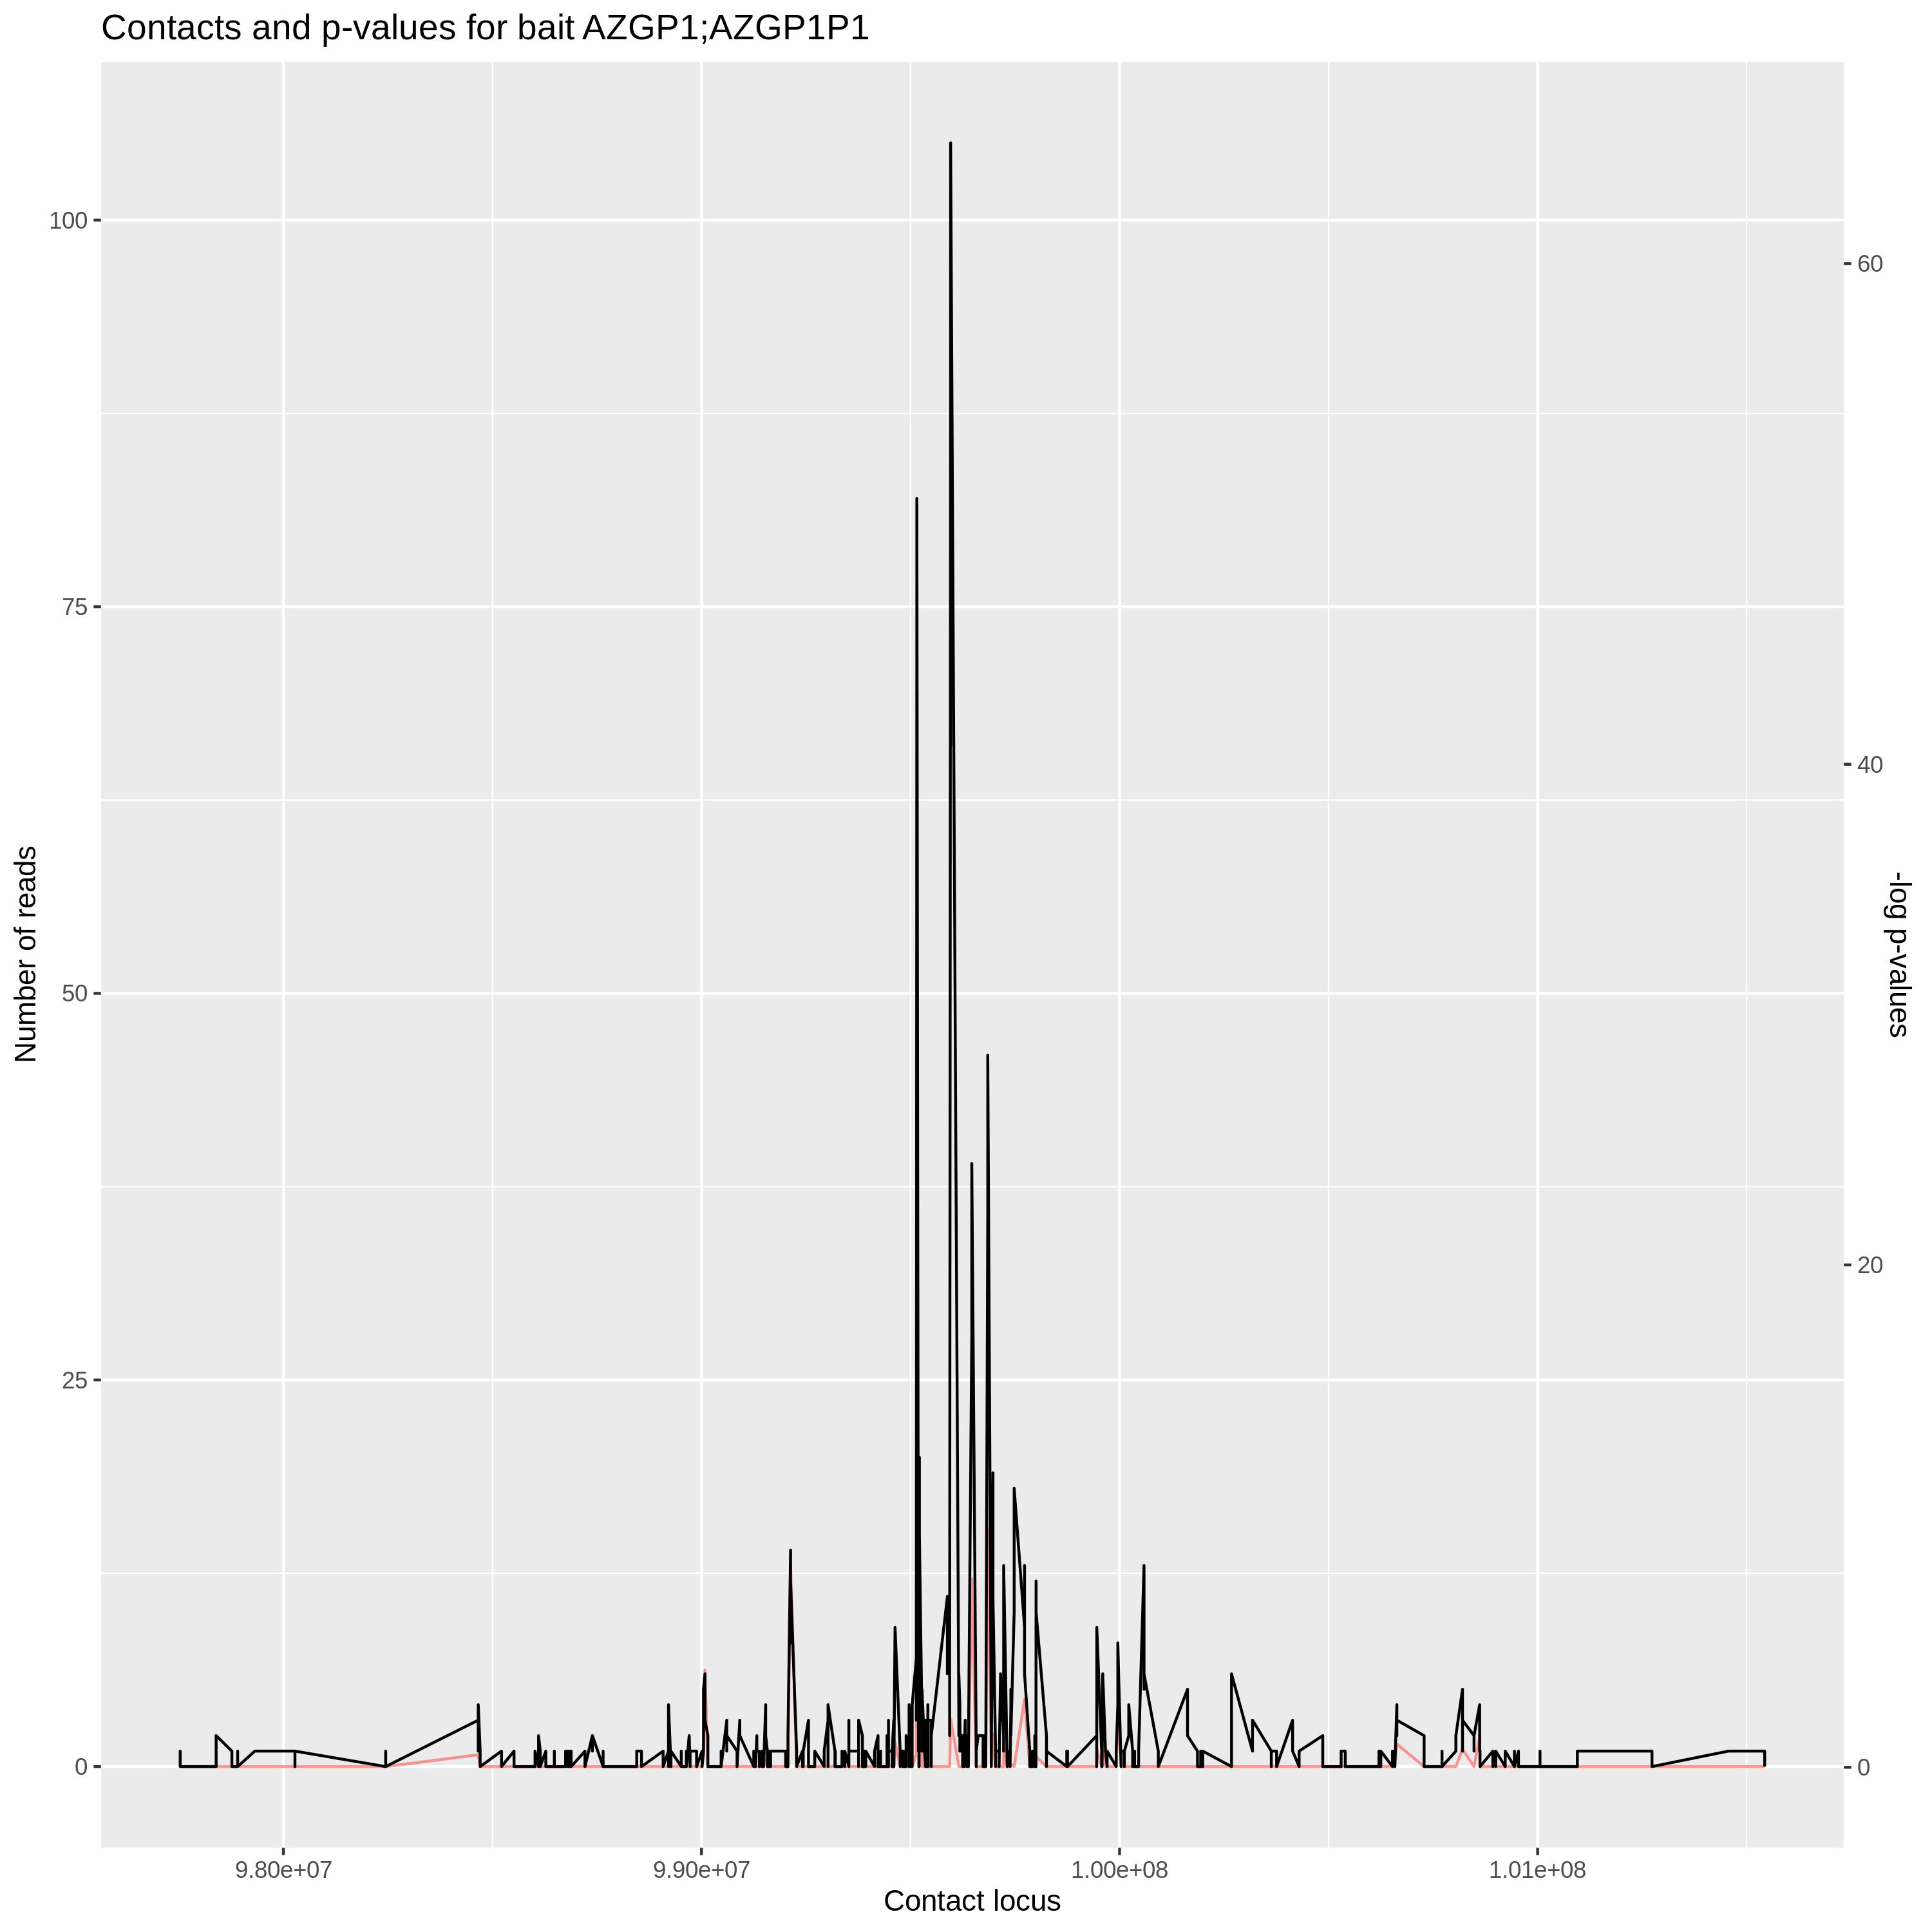 Contacts and p-values for bait AZGP1;AZGP1P1
100
75
50
25
0
Number of reads
60
40
20
0
-log p-values
9.80e+07
9.90e+07
1.00e+08
1.01e+08
Contact locus